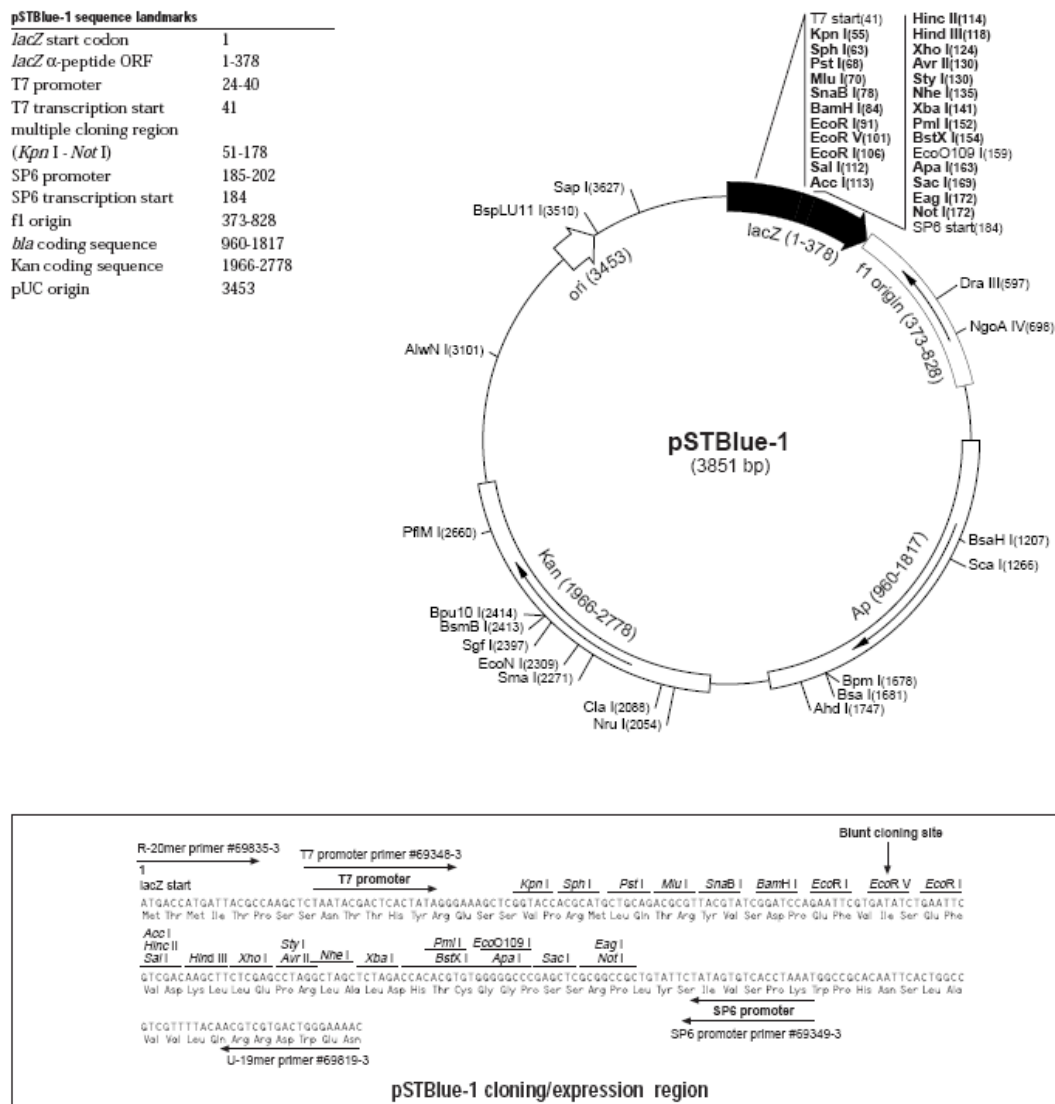 pSTBlue-1 sequence landmarks
lacZ start codon 1
lacZ α-peptide ORF 1-378
T7 promoter 24-40
T7 transcription start 41
multiple cloning region
(Kpn I - Not I) 51-178
SP6 promoter 185-202
SP6 transcription start 184
f1 origin 373-828
bla coding sequence 960-1817
Kan coding sequence 1966-2778
pUC origin 3453
T7 start(41)
Kpn I(55)
Sph I(63)
Pst I(68)
Mlu I(70)
SnaB I(78)
BamH I(84)
EcoR I(91)
EcoR V(101)
EcoR I(106)
Sal I(112)
Acc I(113)
Hinc II(114)
Hind III(118)
Xho I(124)
Avr II(130)
Sty I(130)
Nhe I(135)
Xba I(141)
Pml I(152)
BstX I(154)
EcoO109 I(159)
Apa I(163)
Sac I(169)
Eag I(172)
Not I(172)
SP6 start(184)
Sap I(3627)
BspLU11 I(3510)
ori (3453)
lacZ (1-378)
f1 origin (373-828)
Dra III(597)
NgoA IV(698)
AlwN I(3101)
pSTBlue-1
(3851 bp)
PflM I(2660)
Kan (1966-2778)
Ap (960-1817)
BsaH I(1207)
Sca I(1266)
Bpu10 I(2414)
BsmB I(2413)
Sgf I(2397)
EcoN I(2309)
Sma I(2271)
Cla I(2088)
Nru I(2054)
Bpm I(1678)
Bsa I(1681)
Ahd I(1747)
Blunt cloning site
R-20mer primer #69835-3
T7 promoter primer #69348-3
1
lacZ start
T7 promoter
Kpn I Sph I Pst I Mlu I SnaB I BamH I EcoR I EcoR V EcoR I
ATGACCATGATTACGCCAAGCTCTAATACGACTCACTATAGGGAAAGCTCGGTACCACGCATGCTGCAGACGCGTTACGTATCGGATCCAGAATTCGTGATATCTGAATTC
Met Thr Met Ile Thr Pro Ser Ser Asn Thr Thr His Tyr Arg Glu Ser Ser Val Pro Arg Met Leu Gln Thr Arg Tyr Val Ser Asp Pro Glu Phe Val Ile Ser Glu Phe
Acc I
Hinc II
Sal I Hind III Xho I
Sty I
Avr II Nhe I Xba I
Pml I
BstX I
EcoO109 I
Apa I Sac I
Eag I
Not I
GTCGACAAGCTTCTCGAGCCTAGGCTAGCTCTAGACCACACGTGTGGGGGCCCGAGCTCGCGGCCGCTGTATTCTATAGTGTCACCTAAATGGCCGCACAATTCACTGGCC
Val Asp Lys Leu Leu Glu Pro Arg Leu Ala Leu Asp His Thr Cys Gly Gly Pro Ser Ser Arg Pro Leu Tyr Ser Ile Val Ser Pro Lys Trp Pro His Asn Ser Leu Ala
SP6 promoter
SP6 promoter primer #69349-3
GTCGTTTTACAACGTCGTGACTGGGAAAAC
Val Val Leu Gln Arg Arg Asp Trp Glu Asn
U-19mer primer #69819-3
pSTBlue-1 cloning/expression region